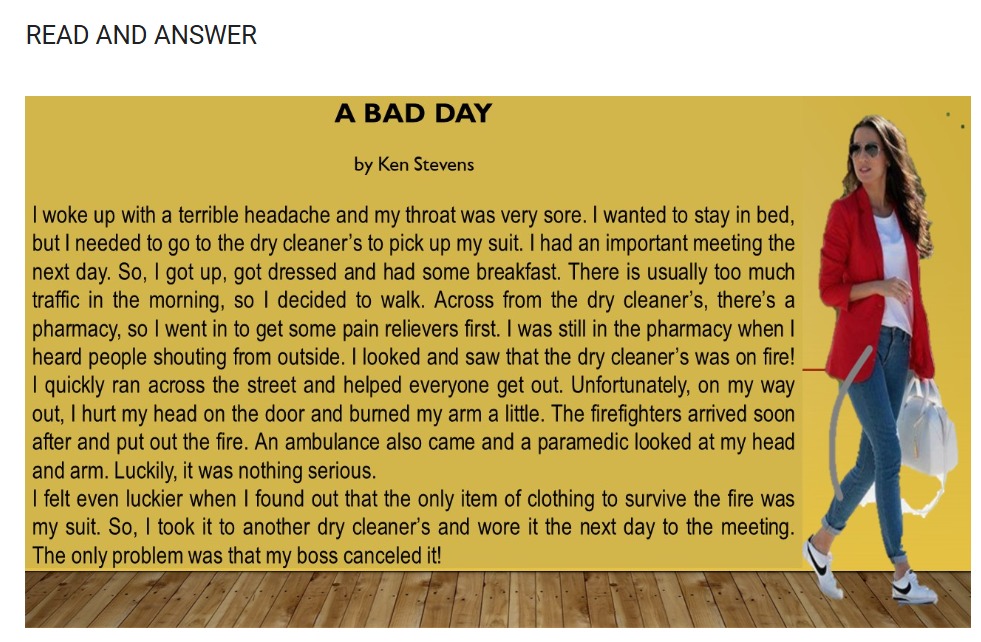 READ AND ANSWER
A BAD DAY
by Ken Stevens
I woke up with a terrible headache and my throat was very sore. I wanted to stay in bed,
but I needed to go to the dry cleaner's to pick up my suit. I had an important meeting the
next day. So, I got up, got dressed and had some breakfast. There is usually too much
traffic in the morning, so I decided to walk. Across from the dry cleaner's, there's a
pharmacy, so I went in to get some pain relievers first. I was still in the pharmacy when I
heard people shouting from outside. I looked and saw that the dry cleaner's was on fire!
I quickly ran across the street and helped everyone get out. Unfortunately, on my way
out, I hurt my head on the door and burned my arm a little. The firefighters arrived soon
after and put out the fire. An ambulance also came and a paramedic looked at my head
and arm. Luckily, it was nothing serious.
I felt even luckier when I found out that the only item of clothing to survive the fire was
my suit. So, I took it to another dry cleaner's and wore it the next day to the meeting.
The only problem was that my boss canceled it!